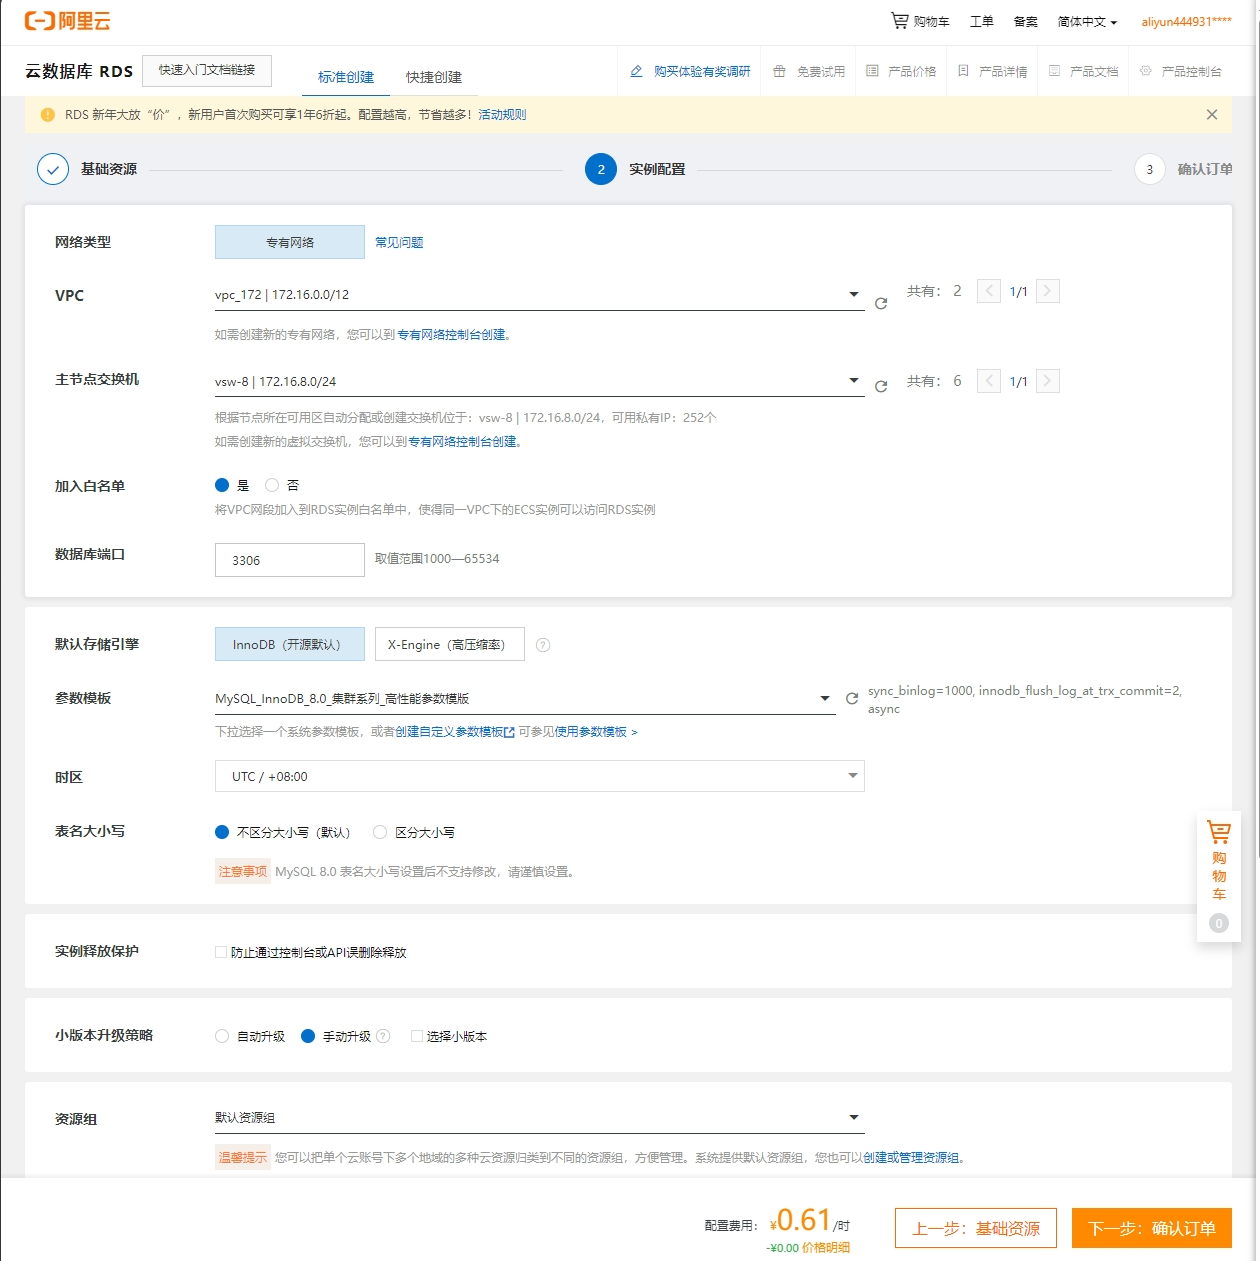 阿里云
购物车 工单 备案 简体中文 aliyun444931****
云数据库 RDS 快速入门文档链接 标准创建 快捷创建 购买体验有奖调研 免费试用 产品价格 产品详情 产品文档 产品控制台
RDS 新年大放“价”，新用户首次购买可享1年6折起。配置越高，节省越多！活动规则
基础资源 2 实例配置 3 确认订单
网络类型 专有网络 常见问题
VPC vpc_172 | 172.16.0.0/12 共有： 2 1/1
如需创建新的专有网络，您可以到 专有网络控制台创建。
主节点交换机 vsw-8 | 172.16.8.0/24 共有： 6 1/1
根据节点所在可用区自动分配或创建交换机位于：vsw-8 | 172.16.8.0/24，可用私有IP：252个
如需创建新的虚拟交换机，您可以到专有网络控制台创建。
加入白名单 是 否
将VPC网段加入到RDS实例白名单中，使得同一VPC下的ECS实例可以访问RDS实例
数据库端口 3306 取值范围1000—65534
默认存储引擎 InnoDB（开源默认） X-Engine（高压缩率） ?
参数模板 MySQL_InnoDB_8.0_集群系列_高性能参数模版 sync_binlog=1000, innodb_flush_log_at_trx_commit=2,
async
下拉选择一个系统参数模板，或者创建自定义参数模板 可参见使用参数模板 >
时区 UTC / +08:00
表名大小写 不区分大小写（默认） 区分大小写
注意事项 MySQL 8.0 表名大小写设置后不支持修改，请谨慎设置。
购物车
0
实例释放保护 防止通过控制台或API误删除释放
小版本升级策略 自动升级 手动升级 ? 选择小版本
资源组 默认资源组
温馨提示 您可以把单个云账号下多个地域的多种云资源归类到不同的资源组，方便管理。系统提供默认资源组，您也可以创建或管理资源组。
配置费用： ¥0.61 /时 上一步：基础资源 下一步：确认订单
-¥0.00 价格明细